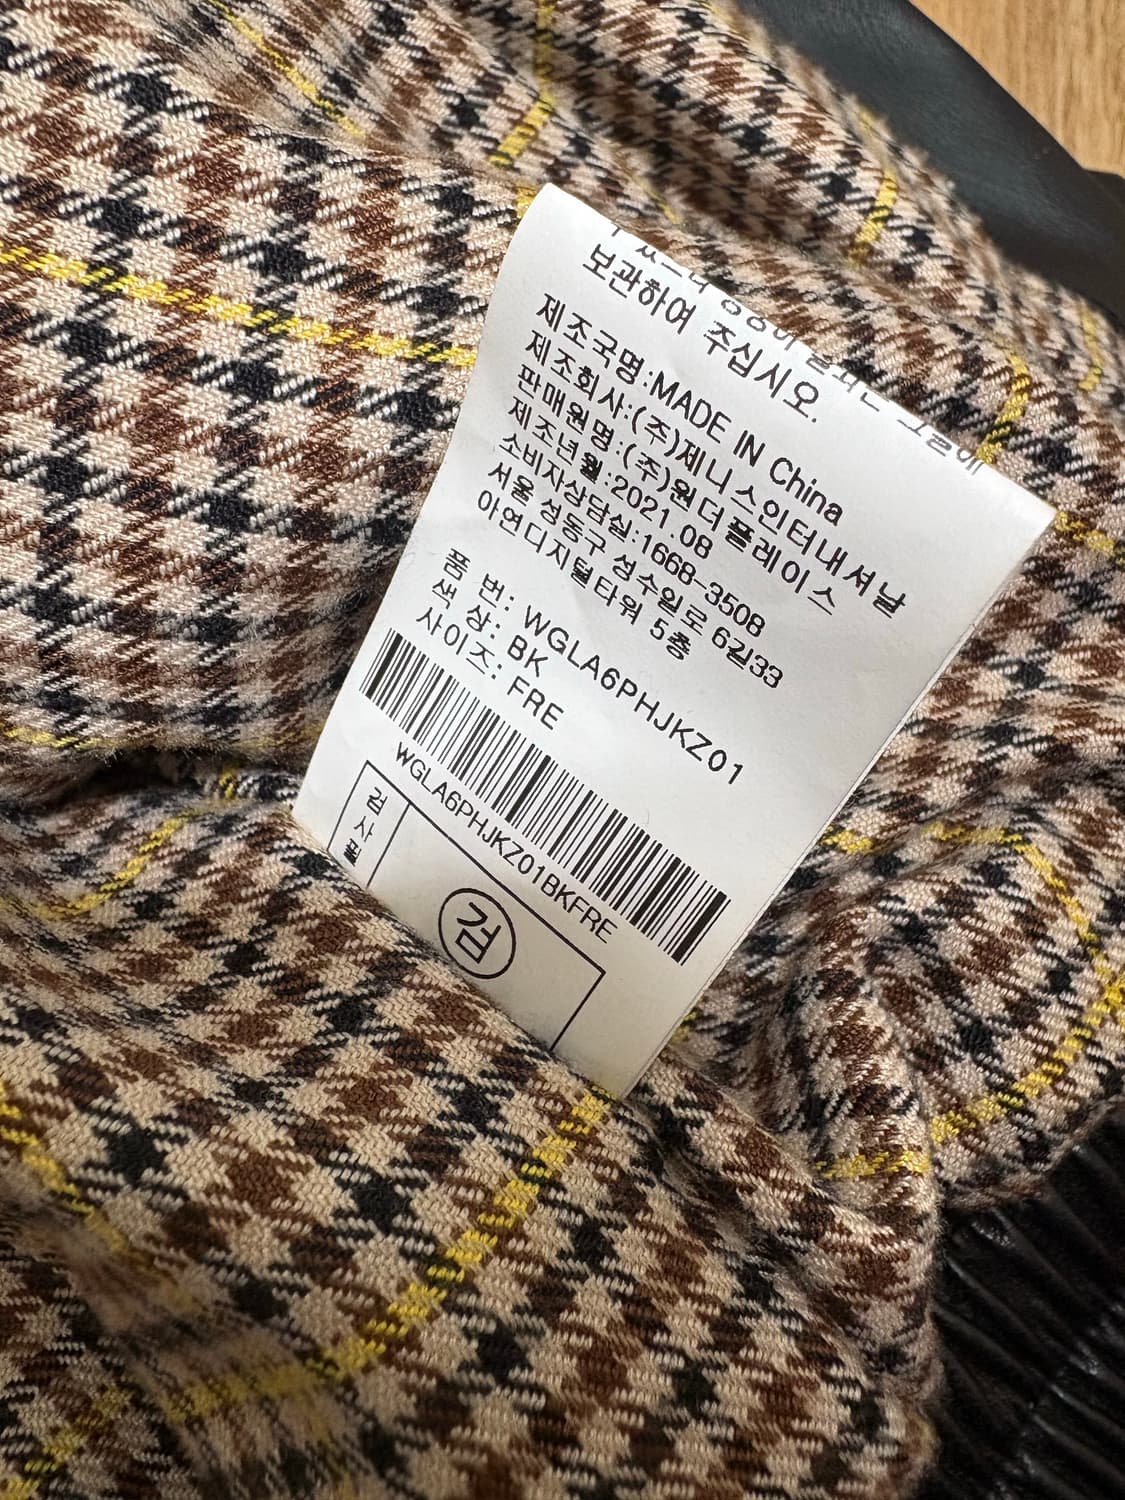 보관하여 주십시오.
제조국명:MADE IN China
제조회사:(주)제니스인터내셔날
판매원명:(주)원더플레이스
제조년월:2021.08
소비자상담실:1668-3508
서울 성동구 성수일로 6길33
아연디지털타워 5층
품 번: WGLA6PHJKZ01
색 상: BK
사이즈: FRE
WGLA6PHJKZ01BKFRE
검사필
검